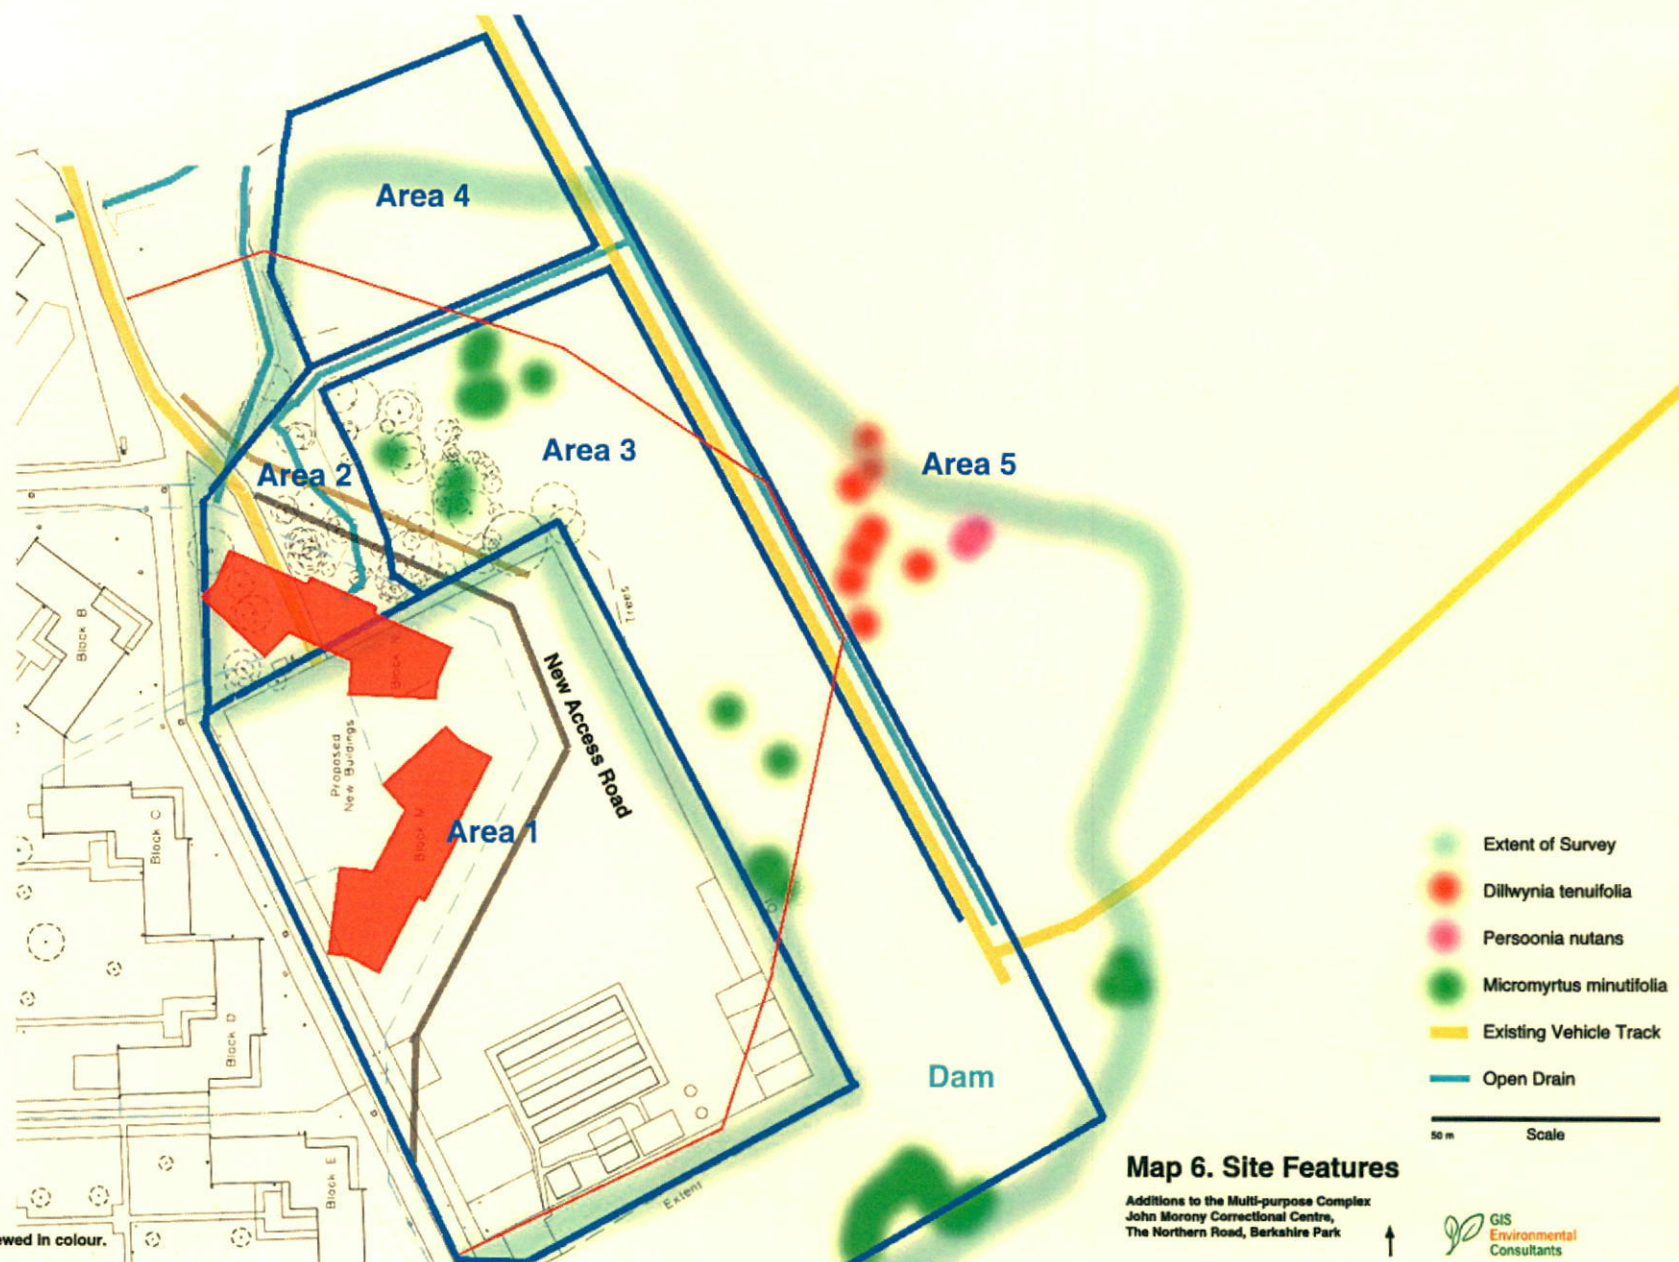 Area 4
Area 3
Area 5
Area 2
Trees
Block B
New Access Road
Proposed
New Buildings
Block N
Block M
Area 1
Block C
Block D
Block E
Dam
Extent
Extent of Survey
Dillwynia tenuifolia
Persoonia nutans
Micromyrtus minutifolia
Existing Vehicle Track
Open Drain
50 m
Scale
Map 6. Site Features
Additions to the Multi-purpose Complex
John Morony Correctional Centre,
The Northern Road, Berkshire Park
GIS
Environmental
Consultants
ewed in colour.